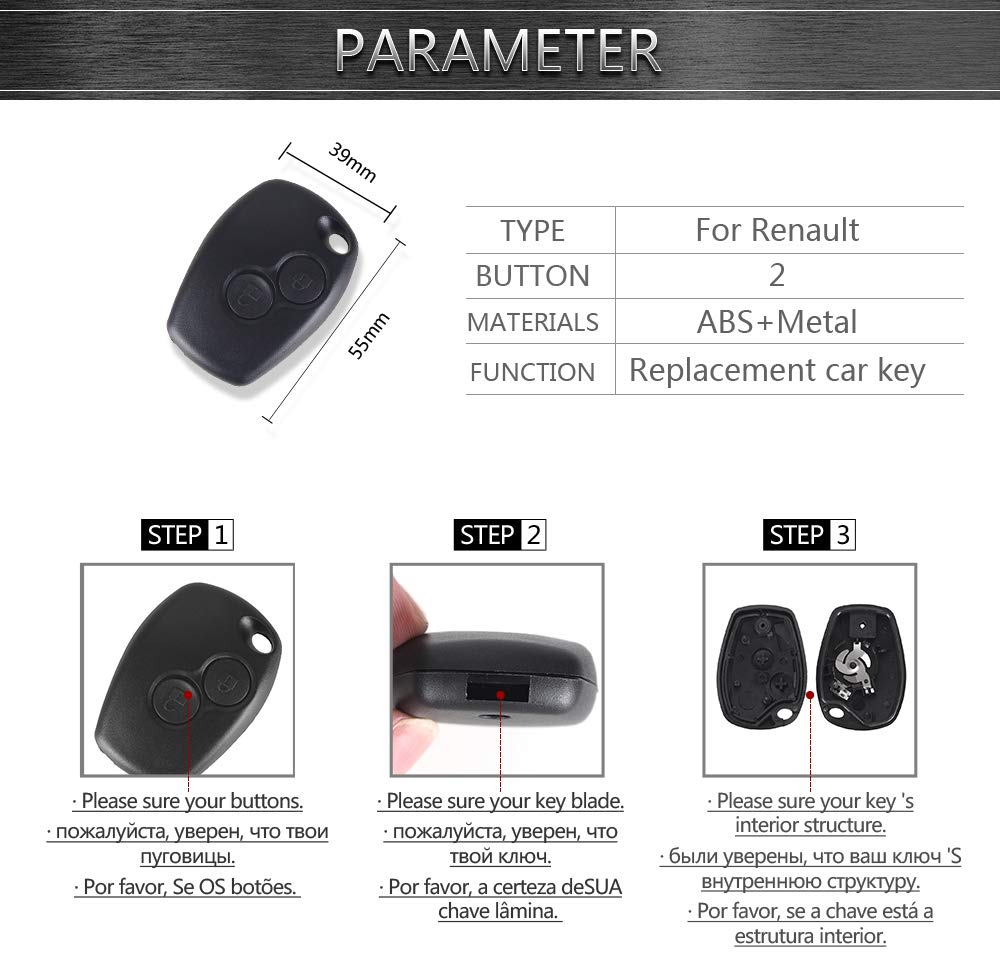 PARAMETER
39mm
55mm
TYPE For Renault
BUTTON 2
MATERIALS ABS+Metal
FUNCTION Replacement car key
STEP 1
STEP 2
STEP 3
· Please sure your buttons.
· пожалуйста, уверен, что твои
пуговицы.
· Por favor, Se OS botões.
· Please sure your key blade.
· пожалуйста, уверен, что
твой ключ.
· Por favor, a certeza deSUA
chave lâmina.
· Please sure your key 's
interior structure.
· были уверены, что ваш ключ 'S
внутреннюю структуру.
· Por favor, se a chave está a
estrutura interior.